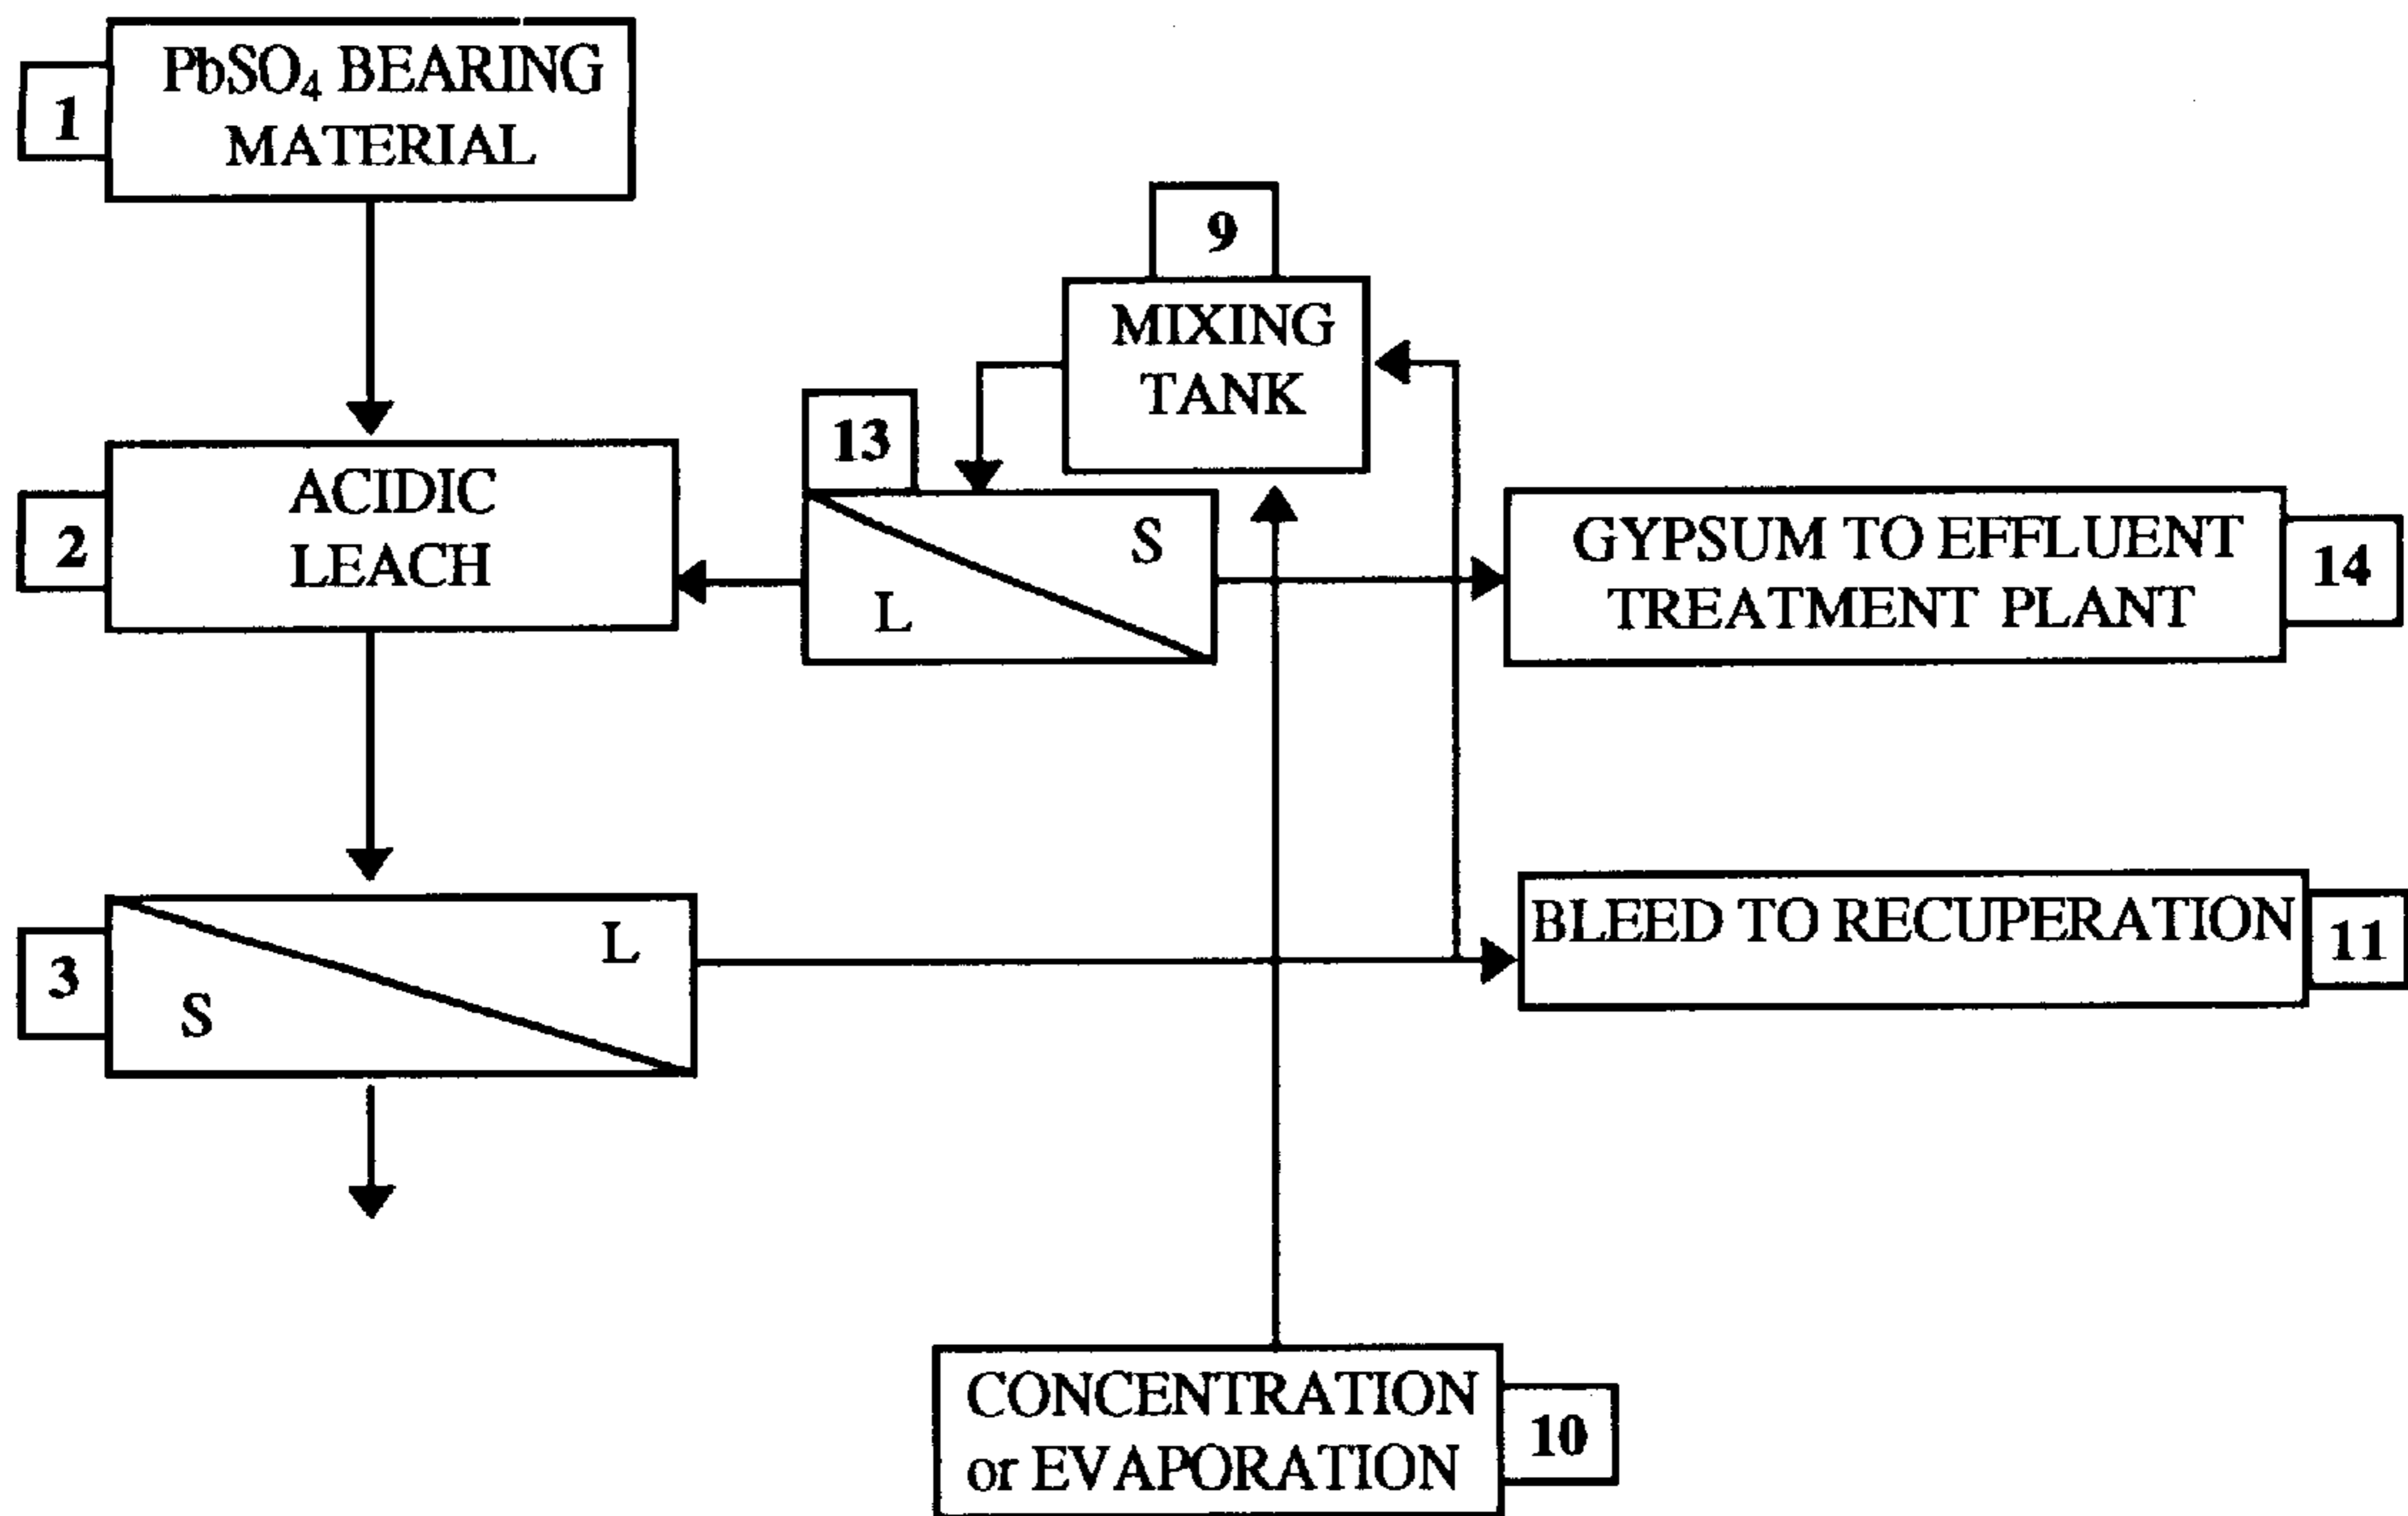 1
PbSO₄ BEARING
MATERIAL
9
MIXING
TANK
13
S
L
2
ACIDIC
LEACH
GYPSUM TO EFFLUENT
TREATMENT PLANT
14
3
L
S
BLEED TO RECUPERATION
11
CONCENTRATION
or EVAPORATION
10